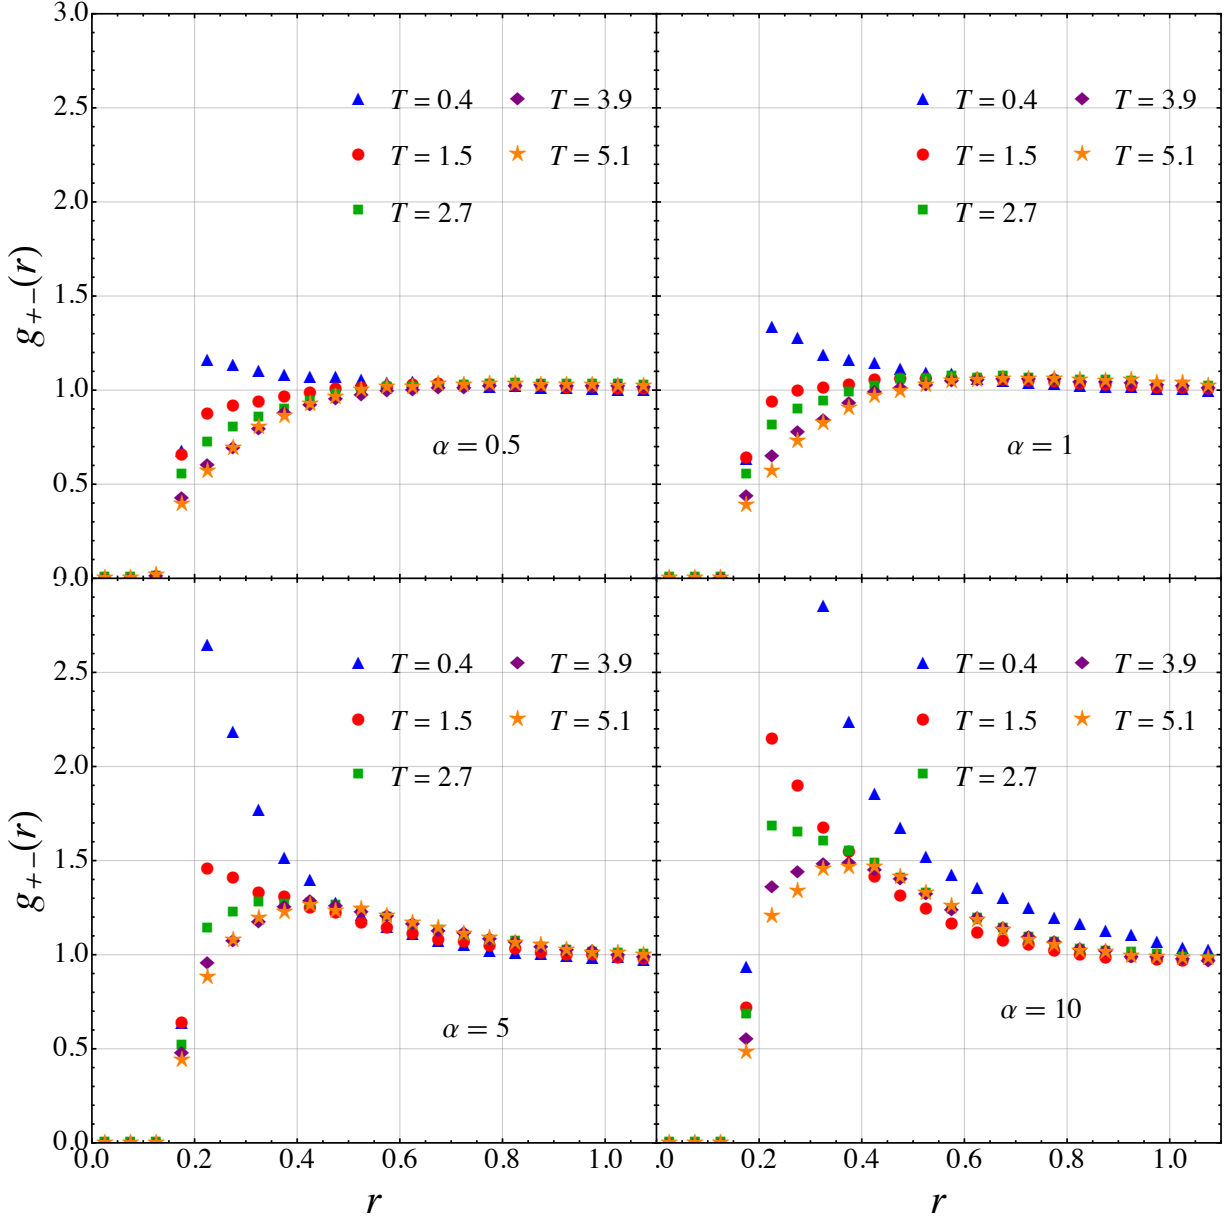 3.0
2.5
2.0
1.5
1.0
0.5
0.0
g+−(r)
T = 0.4
T = 3.9
T = 1.5
T = 5.1
T = 2.7
α = 0.5
T = 0.4
T = 3.9
T = 1.5
T = 5.1
T = 2.7
α = 1
2.5
2.0
1.5
1.0
0.5
0.0
g+−(r)
T = 0.4
T = 3.9
T = 1.5
T = 5.1
T = 2.7
α = 5
T = 0.4
T = 3.9
T = 1.5
T = 5.1
T = 2.7
α = 10
0.0 0.2 0.4 0.6 0.8 1.0 .0 0.2 0.4 0.6 0.8 1.0
r r